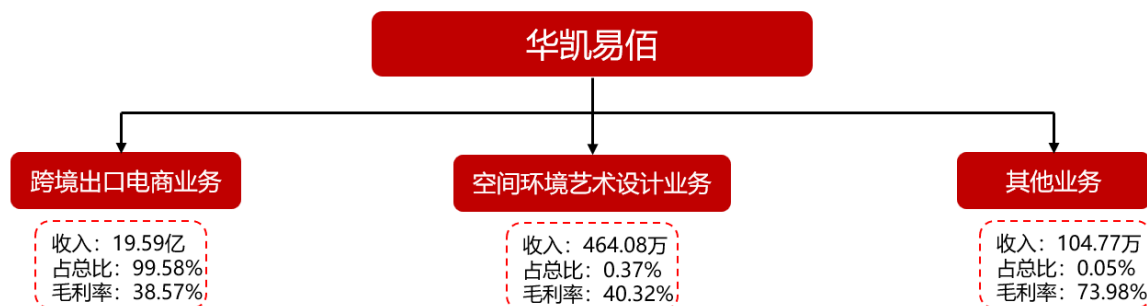 华凯易佰
跨境出口电商业务
空间环境艺术设计业务
其他业务
收入：19.59亿
占总比：99.58%
毛利率：38.57%
收入：464.08万
占总比：0.37%
毛利率：40.32%
收入：104.77万
占总比：0.05%
毛利率：73.98%